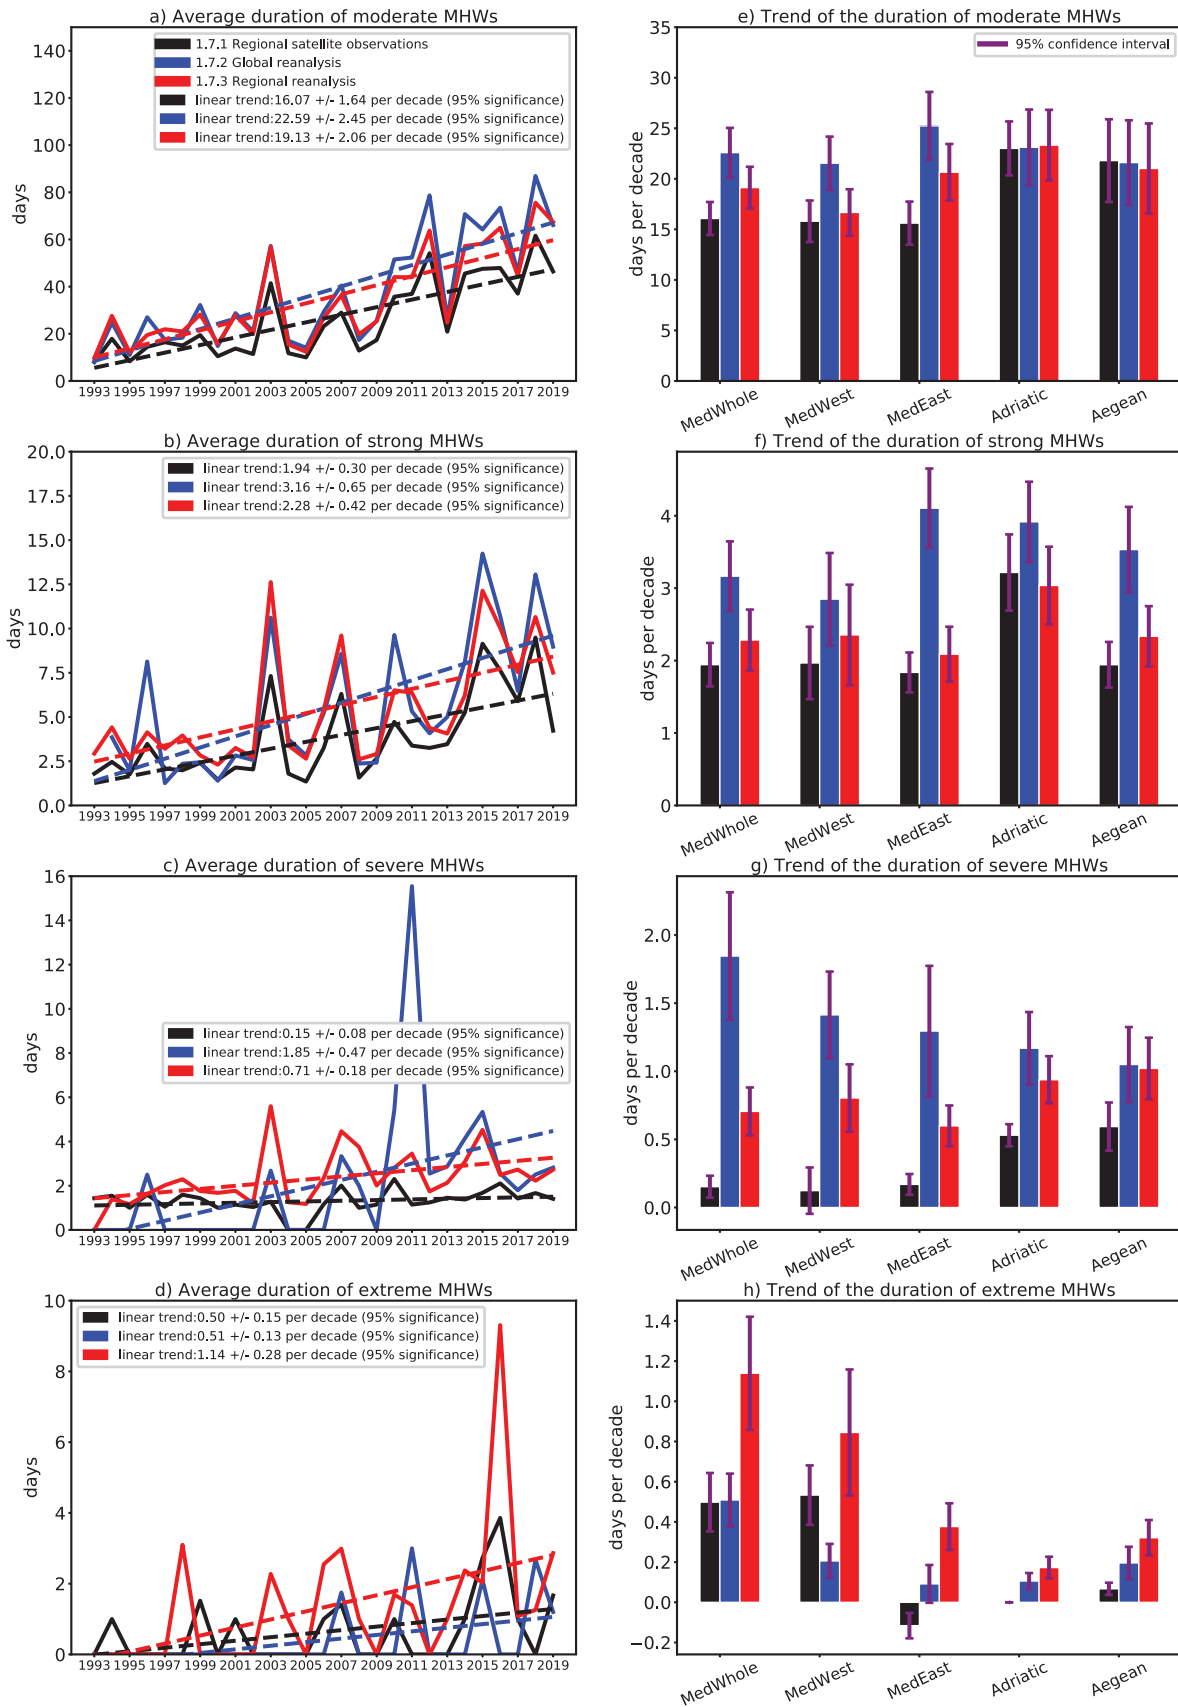 a) Average duration of moderate MHWs
140
120
100
80
60
40
20
0
days
1.7.1 Regional satellite observations
1.7.2 Global reanalysis
1.7.3 Regional reanalysis
linear trend:16.07 +/- 1.64 per decade (95% significance)
linear trend:22.59 +/- 2.45 per decade (95% significance)
linear trend:19.13 +/- 2.06 per decade (95% significance)
1993 1995 1997 1999 2001 2003 2005 2007 2009 2011 2013 2015 2017 2019
e) Trend of the duration of moderate MHWs
35
30
25
20
15
10
5
0
days per decade
95% confidence interval
MedWhole MedWest MedEast Adriatic Aegean
b) Average duration of strong MHWs
20.0
17.5
15.0
12.5
10.0
7.5
5.0
2.5
0.0
days
linear trend:1.94 +/- 0.30 per decade (95% significance)
linear trend:3.16 +/- 0.65 per decade (95% significance)
linear trend:2.28 +/- 0.42 per decade (95% significance)
1993 1995 1997 1999 2001 2003 2005 2007 2009 2011 2013 2015 2017 2019
f) Trend of the duration of strong MHWs
4
3
2
1
0
days per decade
MedWhole MedWest MedEast Adriatic Aegean
c) Average duration of severe MHWs
16
14
12
10
8
6
4
2
0
days
linear trend:0.15 +/- 0.08 per decade (95% significance)
linear trend:1.85 +/- 0.47 per decade (95% significance)
linear trend:0.71 +/- 0.18 per decade (95% significance)
1993 1995 1997 1999 2001 2003 2005 2007 2009 2011 2013 2015 2017 2019
g) Trend of the duration of severe MHWs
2.0
1.5
1.0
0.5
0.0
days per decade
MedWhole MedWest MedEast Adriatic Aegean
d) Average duration of extreme MHWs
10
8
6
4
2
0
days
linear trend:0.50 +/- 0.15 per decade (95% significance)
linear trend:0.51 +/- 0.13 per decade (95% significance)
linear trend:1.14 +/- 0.28 per decade (95% significance)
1993 1995 1997 1999 2001 2003 2005 2007 2009 2011 2013 2015 2017 2019
h) Trend of the duration of extreme MHWs
1.4
1.2
1.0
0.8
0.6
0.4
0.2
0.0
−0.2
days per decade
MedWhole MedWest MedEast Adriatic Aegean